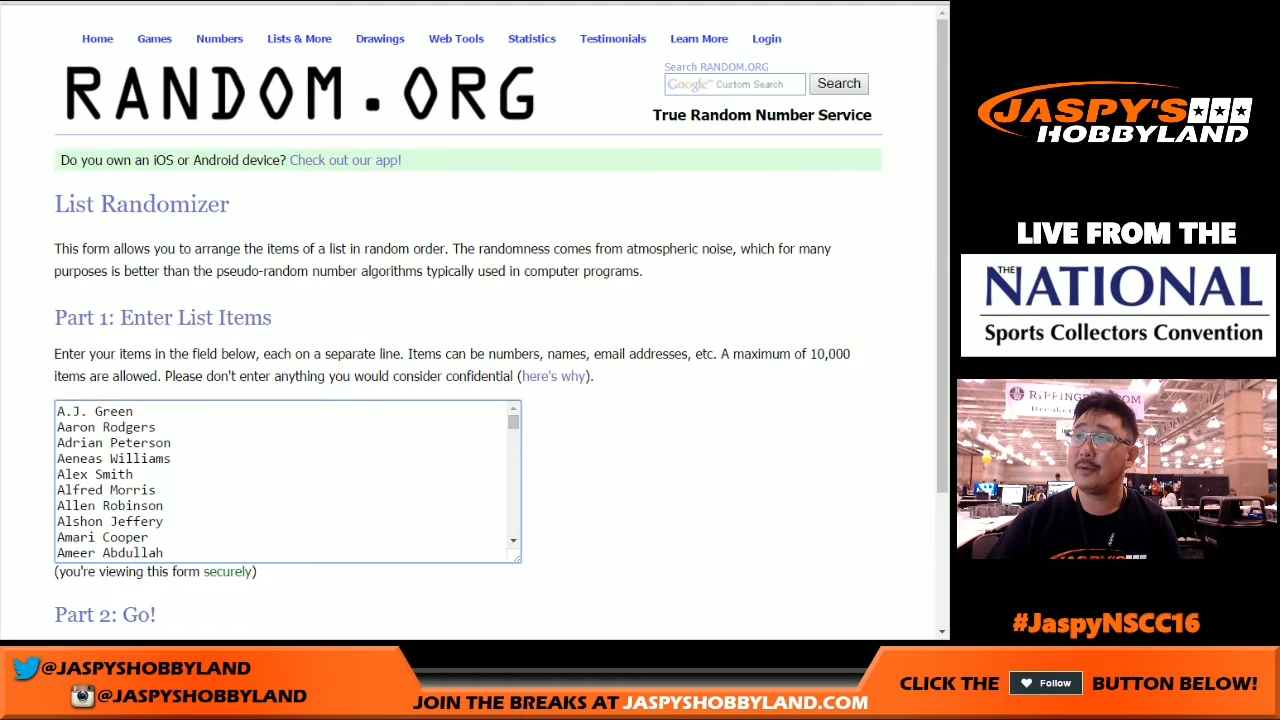 Home Games Numbers Lists & More Drawings Web Tools Statistics Testimonials Learn More Login
RANDOM.ORG
Search RANDOM.ORG
Google™ Custom Search Search
True Random Number Service
Do you own an iOS or Android device? Check out our app!
List Randomizer
This form allows you to arrange the items of a list in random order. The randomness comes from atmospheric noise, which for many
purposes is better than the pseudo-random number algorithms typically used in computer programs.
Part 1: Enter List Items
Enter your items in the field below, each on a separate line. Items can be numbers, names, email addresses, etc. A maximum of 10,000
items are allowed. Please don't enter anything you would consider confidential (here's why).
A.J. Green
Aaron Rodgers
Adrian Peterson
Aeneas Williams
Alex Smith
Alfred Morris
Allen Robinson
Alshon Jeffery
Amari Cooper
Ameer Abdullah
(you're viewing this form securely)
Part 2: Go!
JASPY'S
HOBBYLAND
LIVE FROM THE
THE NATIONAL
Sports Collectors Convention
#JaspyNSCC16
@JASPYSHOBBYLAND
@JASPYSHOBBYLAND
JOIN THE BREAKS AT JASPYSHOBBYLAND.COM
CLICK THE Follow BUTTON BELOW!